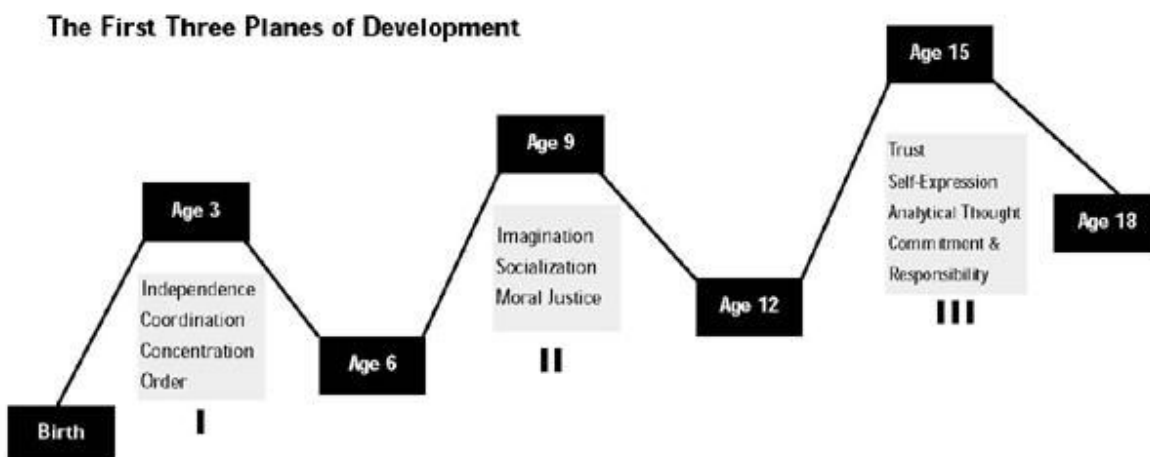 The First Three Planes of Development
Age 15
Age 9
Trust
Self-Expression
Analytical Thought
Commitment &
Responsibility
III
Age 18
Age 3
Imagination
Socialization
Moral Justice
II
Age 12
Independence
Coordination
Concentration
Order
I
Age 6
Birth